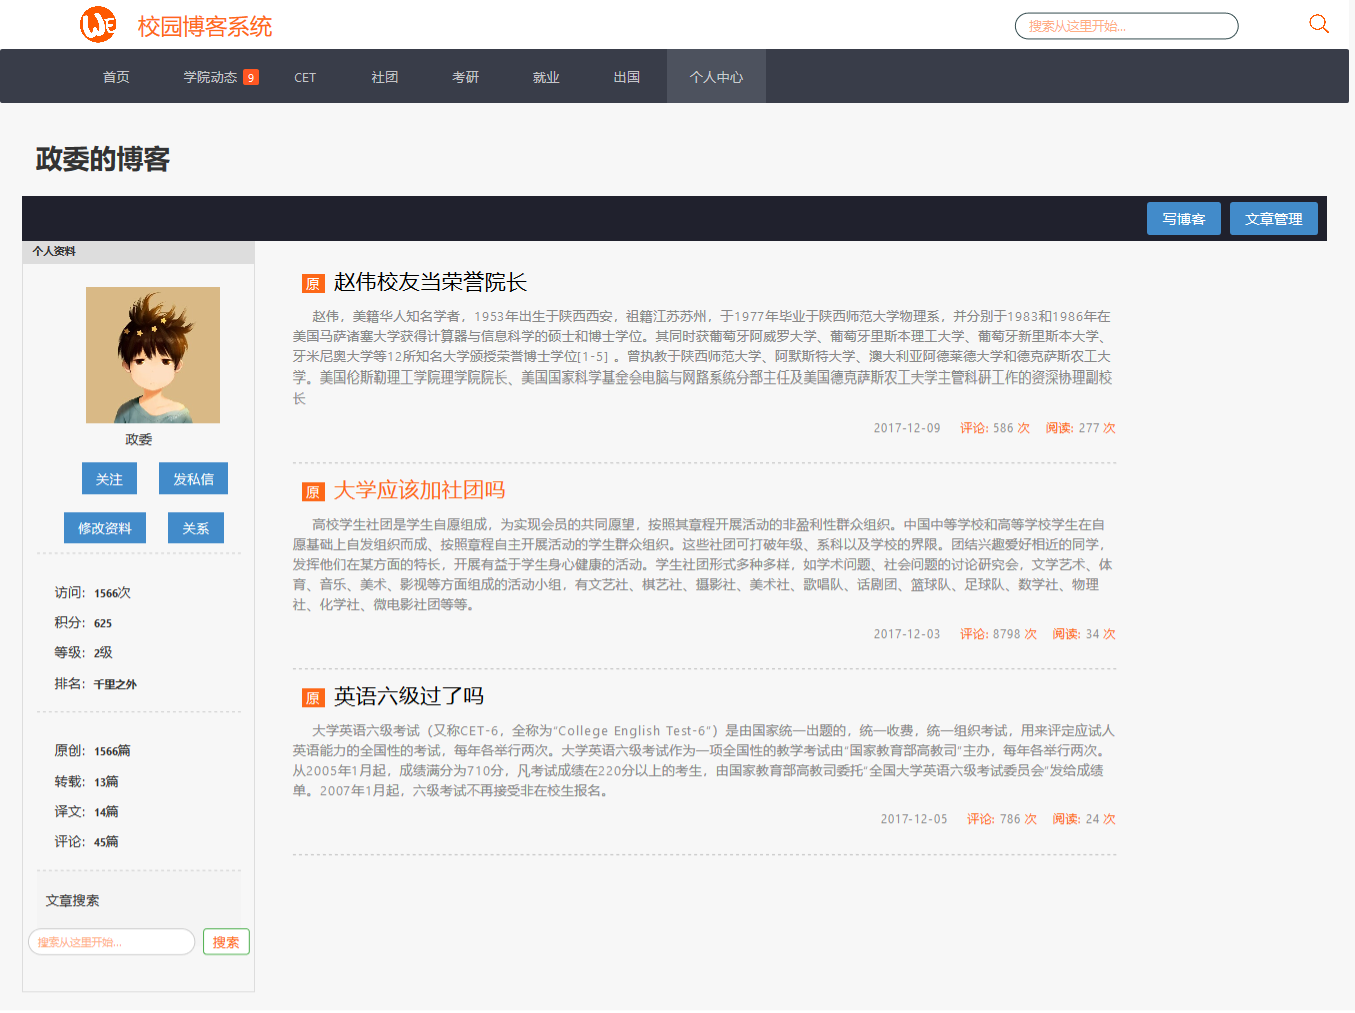 校园博客系统
搜索从这里开始...
首页 学院动态 9 CET 社团 考研 就业 出国 个人中心
政委的博客
写博客 文章管理
个人资料
政委
关注 发私信
修改资料 关系
访问: 1566次
积分: 625
等级: 2级
排名: 千里之外
原创: 1566篇
转载: 13篇
译文: 14篇
评论: 45篇
文章搜索
搜索从这里开始... 搜索
原 赵伟校友当荣誉院长
赵伟，美籍华人知名学者，1953年出生于陕西西安，祖籍江苏苏州，于1977年毕业于陕西师范大学物理系，并分别于1983和1986年在
美国马萨诸塞大学获得计算器与信息科学的硕士和博士学位。其同时获葡萄牙阿威罗大学、葡萄牙里斯本理工大学、葡萄牙新里斯本大学、
牙米尼奥大学等12所知名大学颁授荣誉博士学位[1-5] 。曾执教于陕西师范大学、阿默斯特大学、澳大利亚阿德莱德大学和德克萨斯农工大
学。美国伦斯勒理工学院理学院院长、美国国家科学基金会电脑与网路系统分部主任及美国德克萨斯农工大学主管科研工作的资深协理副校
长
2017-12-09 评论: 586 次 阅读: 277 次
原 大学应该加社团吗
高校学生社团是学生自愿组成，为实现会员的共同愿望，按照其章程开展活动的非盈利性群众组织。中国中等学校和高等学校学生在自
愿基础上自发组织而成、按照章程自主开展活动的学生群众组织。这些社团可打破年级、系科以及学校的界限。团结兴趣爱好相近的同学，
发挥他们在某方面的特长，开展有益于学生身心健康的活动。学生社团形式多种多样，如学术问题、社会问题的讨论研究会，文学艺术、体
育、音乐、美术、影视等方面组成的活动小组，有文艺社、棋艺社、摄影社、美术社、歌唱队、话剧团、篮球队、足球队、数学社、物理
社、化学社、微电影社团等等。
2017-12-03 评论: 8798 次 阅读: 34 次
原 英语六级过了吗
大学英语六级考试（又称CET-6，全称为“College English Test-6”）是由国家统一出题的，统一收费，统一组织考试，用来评定应试人
英语能力的全国性的考试，每年各举行两次。大学英语六级考试作为一项全国性的教学考试由“国家教育部高教司”主办，每年各举行两次。
从2005年1月起，成绩满分为710分，凡考试成绩在220分以上的考生，由国家教育部高教司委托“全国大学英语六级考试委员会”发给成绩
单。2007年1月起，六级考试不再接受非在校生报名。
2017-12-05 评论: 786 次 阅读: 24 次